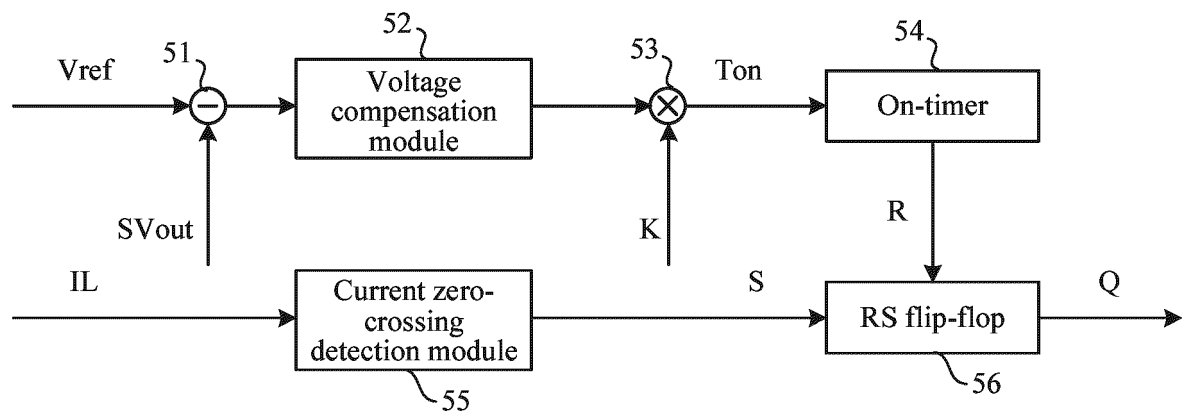 51
52
53
54
Vref
Voltage
compensation
module
Ton
On-timer
SVout
K
R
IL
Current zero-
crossing
detection module
S
RS flip-flop
Q
55
56